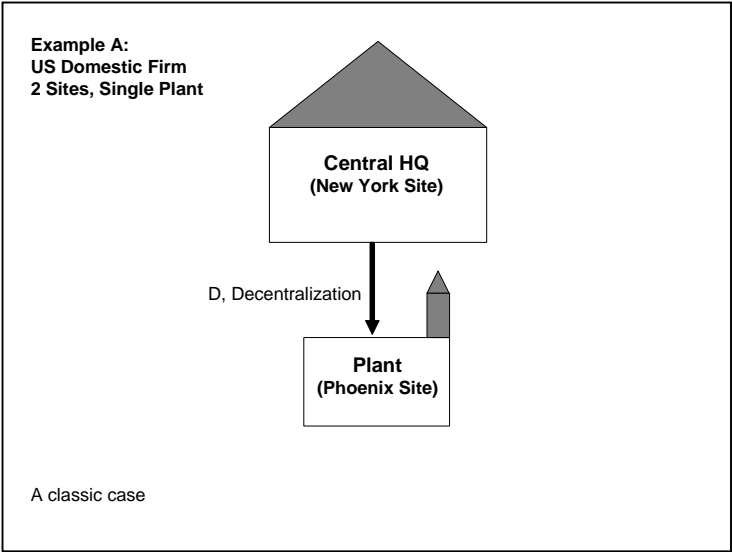 Example A:
US Domestic Firm
2 Sites, Single Plant
Central HQ
(New York Site)
D, Decentralization
Plant
(Phoenix Site)
A classic case